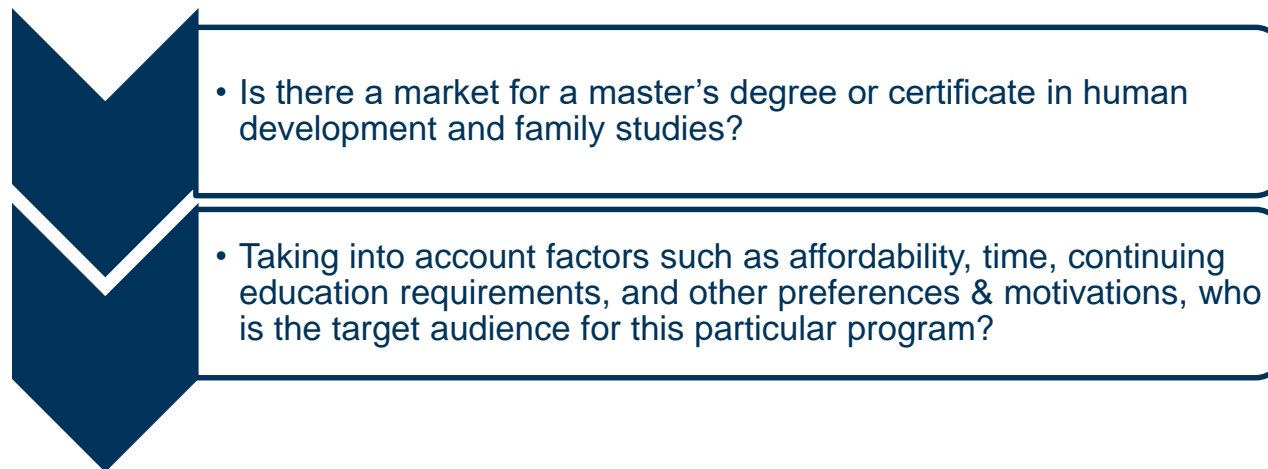 • Is there a market for a master’s degree or certificate in human
development and family studies?
• Taking into account factors such as affordability, time, continuing
education requirements, and other preferences & motivations, who
is the target audience for this particular program?